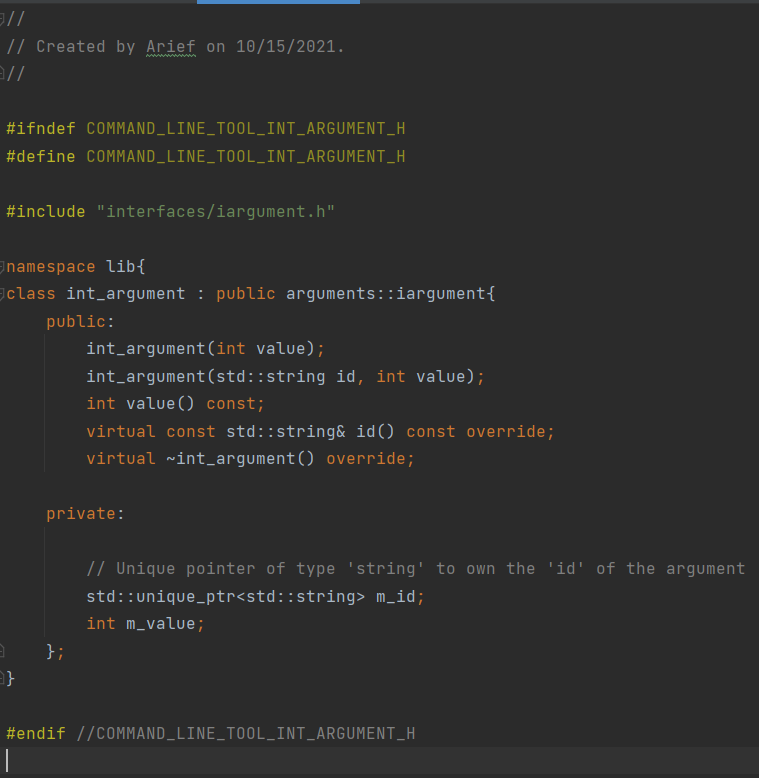 //
// Created by Arief on 10/15/2021.
//
#ifndef COMMAND_LINE_TOOL_INT_ARGUMENT_H
#define COMMAND_LINE_TOOL_INT_ARGUMENT_H
#include "interfaces/iargument.h"
namespace lib{
class int_argument : public arguments::iargument{
    public:
        int_argument(int value);
        int_argument(std::string id, int value);
        int value() const;
        virtual const std::string& id() const override;
        virtual ~int_argument() override;
    private:
        // Unique pointer of type 'string' to own the 'id' of the argument
        std::unique_ptr<std::string> m_id;
        int m_value;
    };
}
#endif //COMMAND_LINE_TOOL_INT_ARGUMENT_H